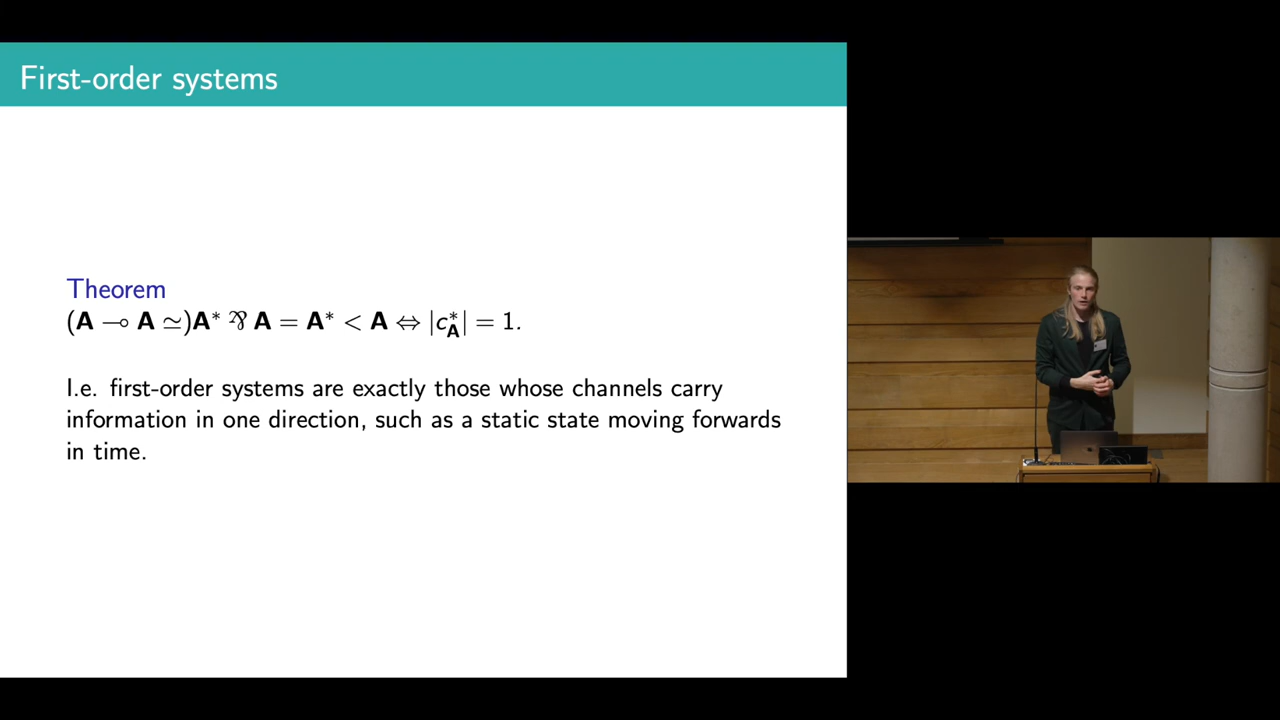 First-order systems
Theorem
(A ⊸ A ≃)A* ⅋ A = A* < A ⇔ |c*_A| = 1.
I.e. first-order systems are exactly those whose channels carry
information in one direction, such as a static state moving forwards
in time.